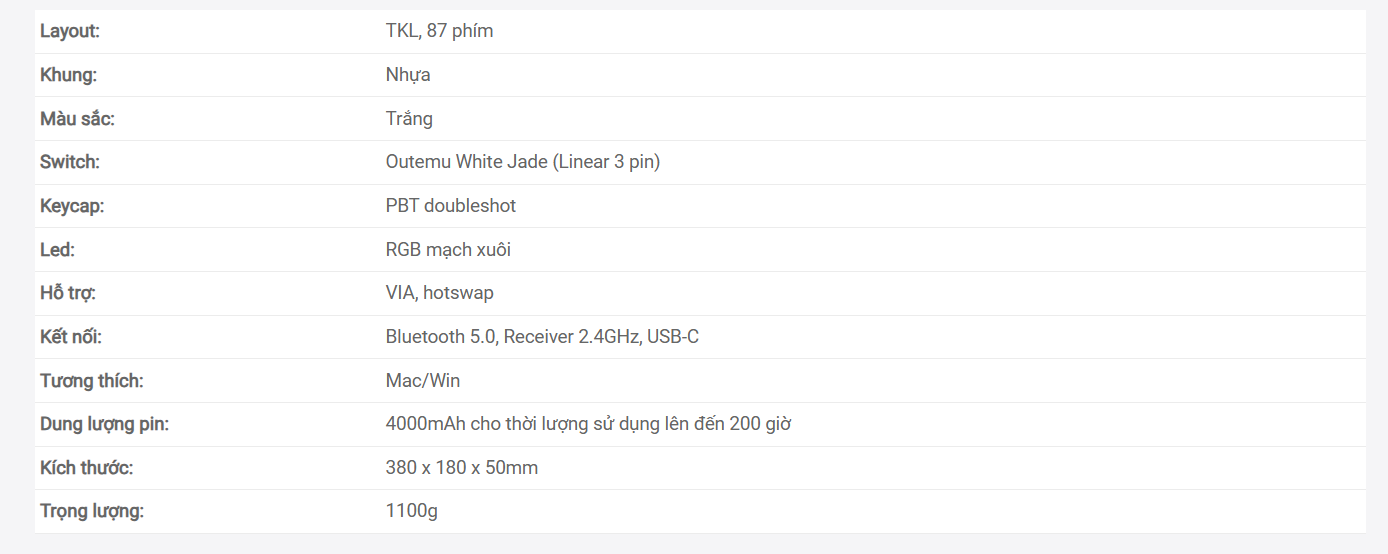 Layout: TKL, 87 phím
Khung: Nhựa
Màu sắc: Trắng
Switch: Outemu White Jade (Linear 3 pin)
Keycap: PBT doubleshot
Led: RGB mạch xuôi
Hỗ trợ: VIA, hotswap
Kết nối: Bluetooth 5.0, Receiver 2.4GHz, USB-C
Tương thích: Mac/Win
Dung lượng pin: 4000mAh cho thời lượng sử dụng lên đến 200 giờ
Kích thước: 380 x 180 x 50mm
Trọng lượng: 1100g